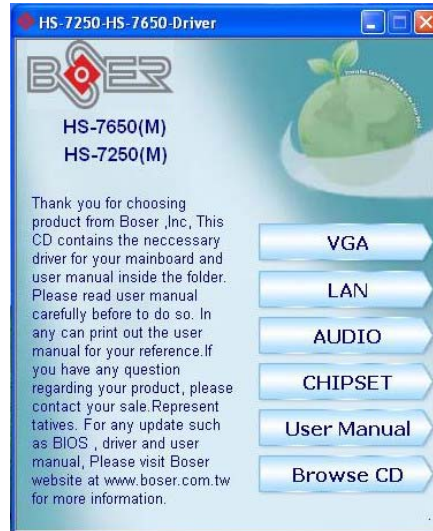 HS-7250-HS-7650-Driver
BOSER
HS-7650(M)
HS-7250(M)
Thank you for choosing
product from Boser ,Inc, This
CD contains the neccessary
driver for your mainboard and
user manual inside the folder.
Please read user manual
carefully before to do so. In
any can print out the user
manual for your reference.If
you have any question
regarding your product, please
contact your sale.Represent
tatives. For any update such
as BIOS , driver and user
manual, Please visit Boser
website at www.boser.com.tw
for more information.
VGA
LAN
AUDIO
CHIPSET
User Manual
Browse CD